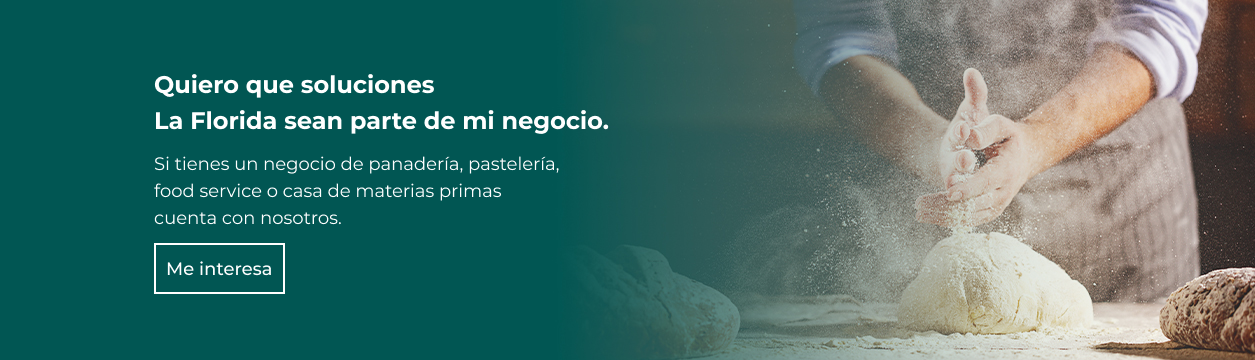 Quiero que soluciones
La Florida sean parte de mi negocio.
Si tienes un negocio de panadería, pastelería,
food service o casa de materias primas
cuenta con nosotros.
Me interesa